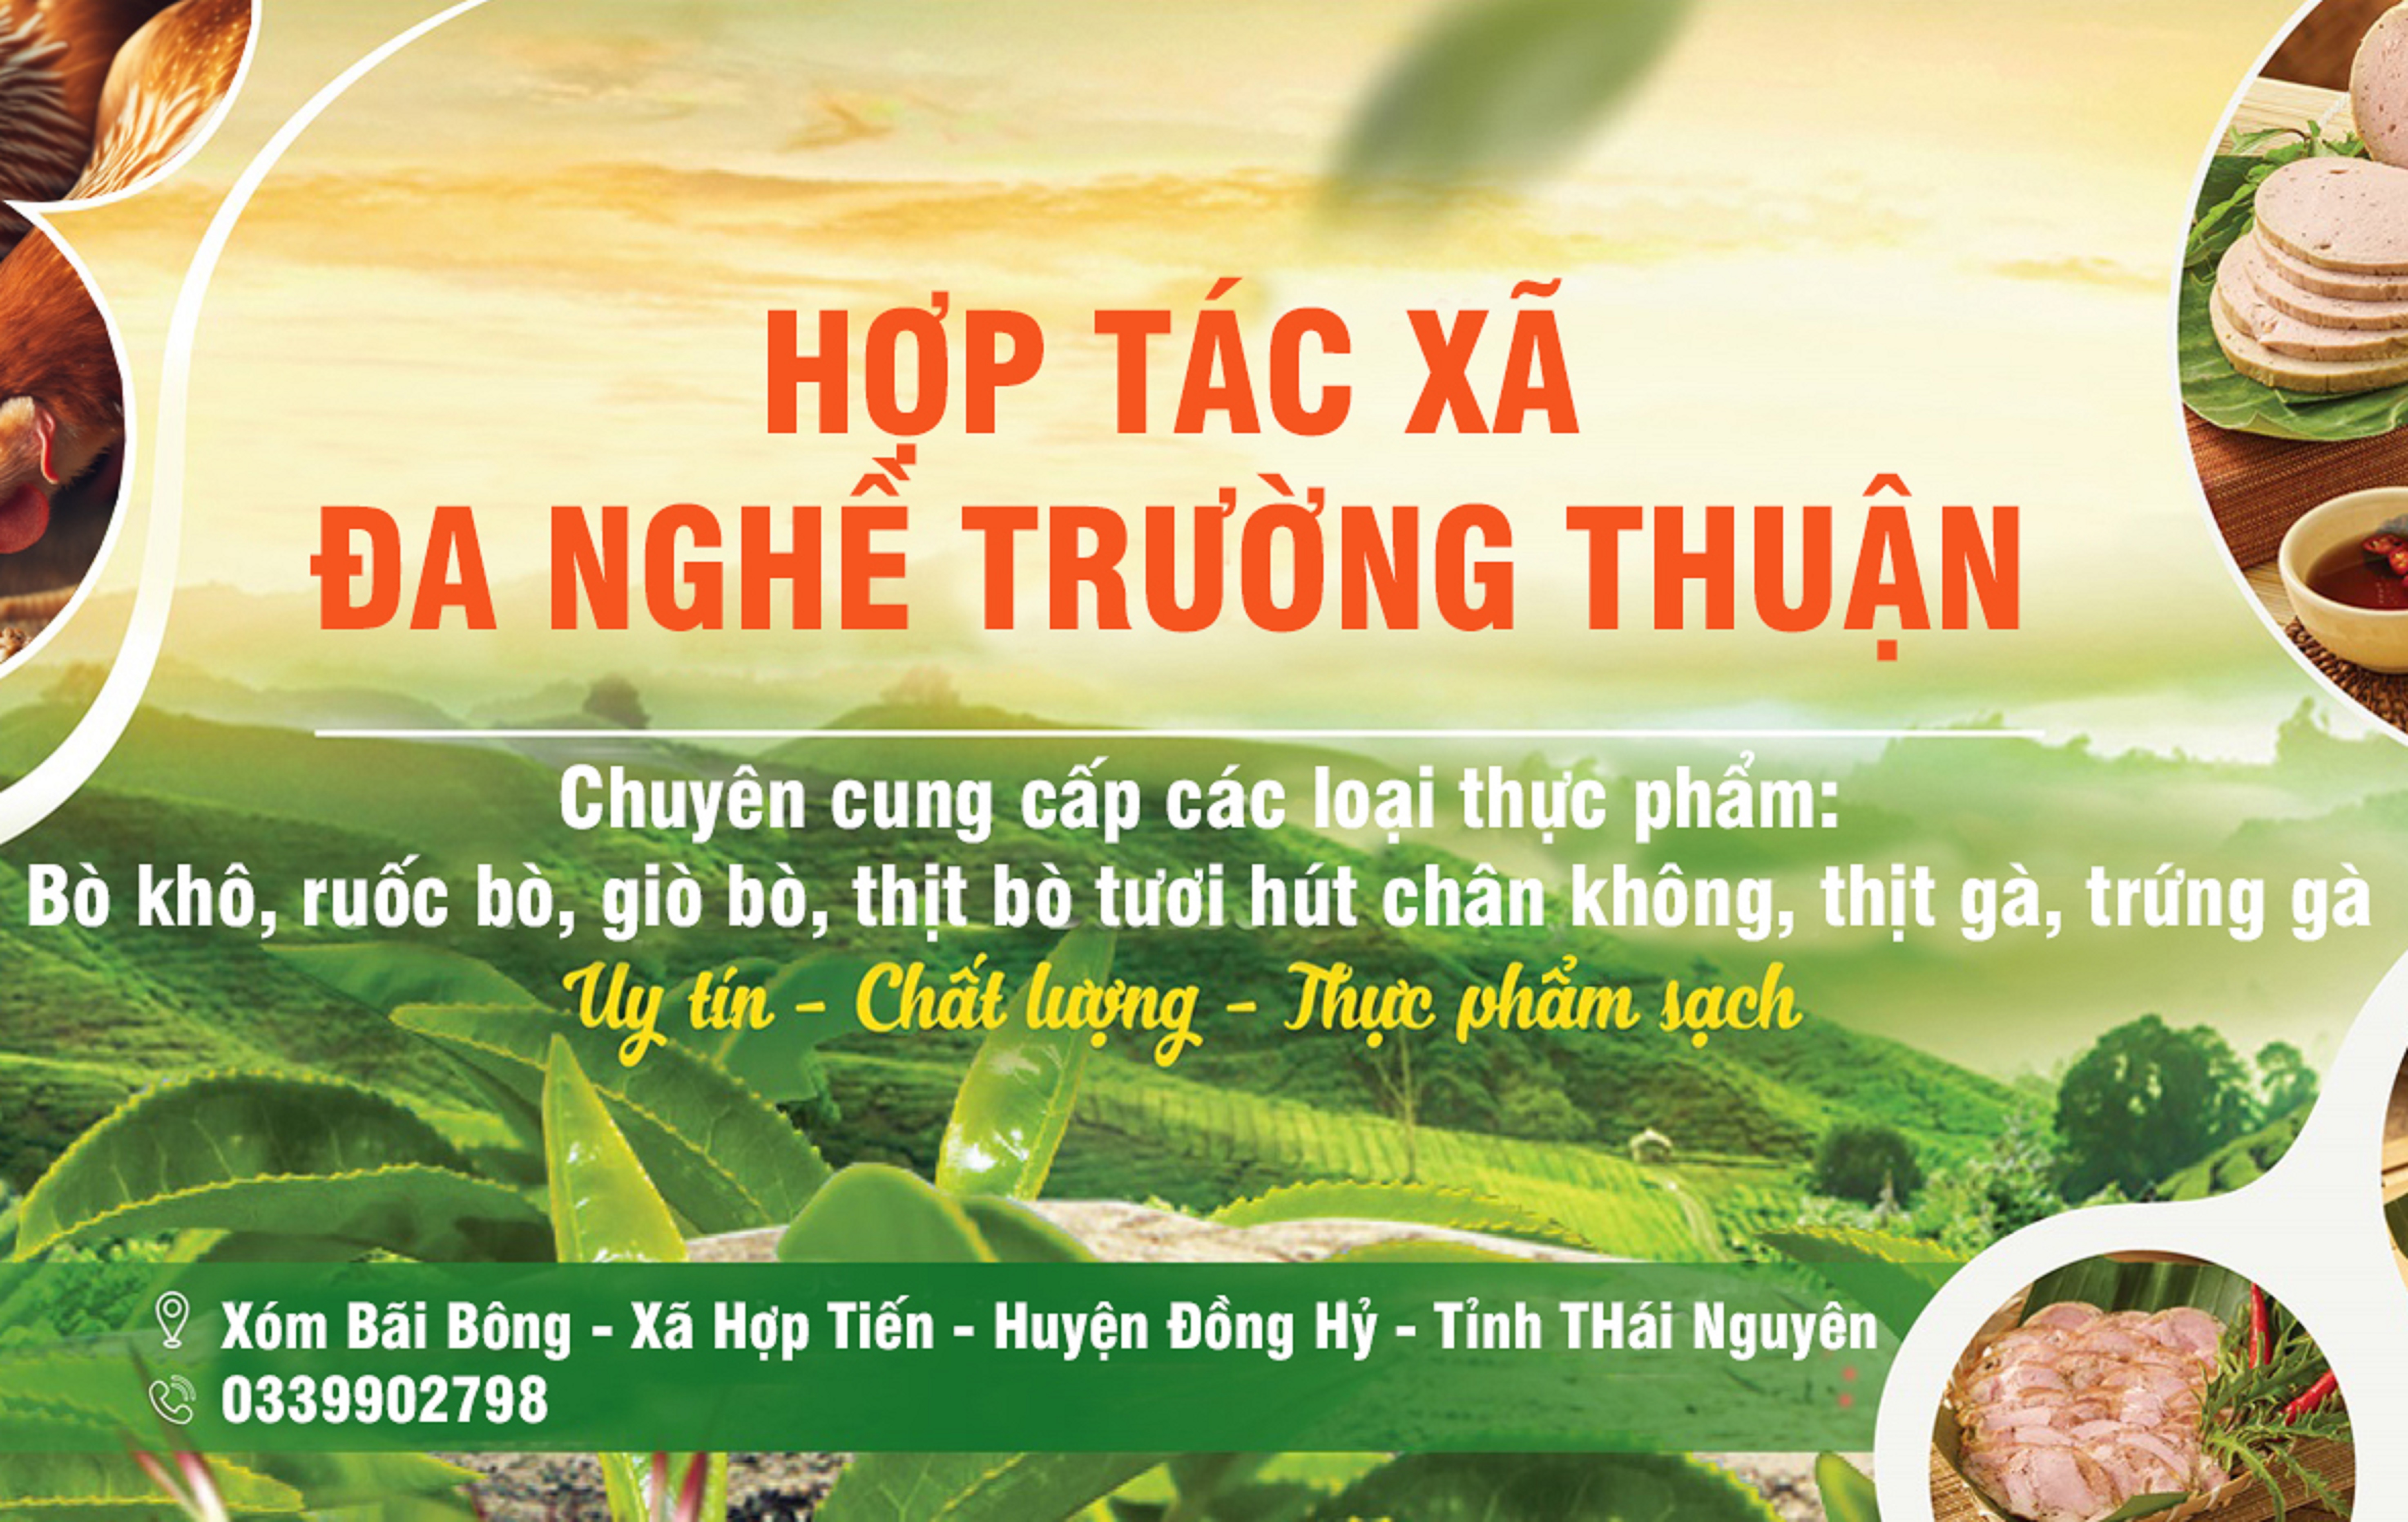 HỢP TÁC XÃ
ĐA NGHỀ TRƯỜNG THUẬN
Chuyên cung cấp các loại thực phẩm:
Bò khô, ruốc bò, giò bò, thịt bò tươi hút chân không, thịt gà, trứng gà
Uy tín - Chất lượng - Thực phẩm sạch
Xóm Bãi Bông - Xã Hợp Tiến - Huyện Đồng Hỷ - Tỉnh THái Nguyên
0339902798